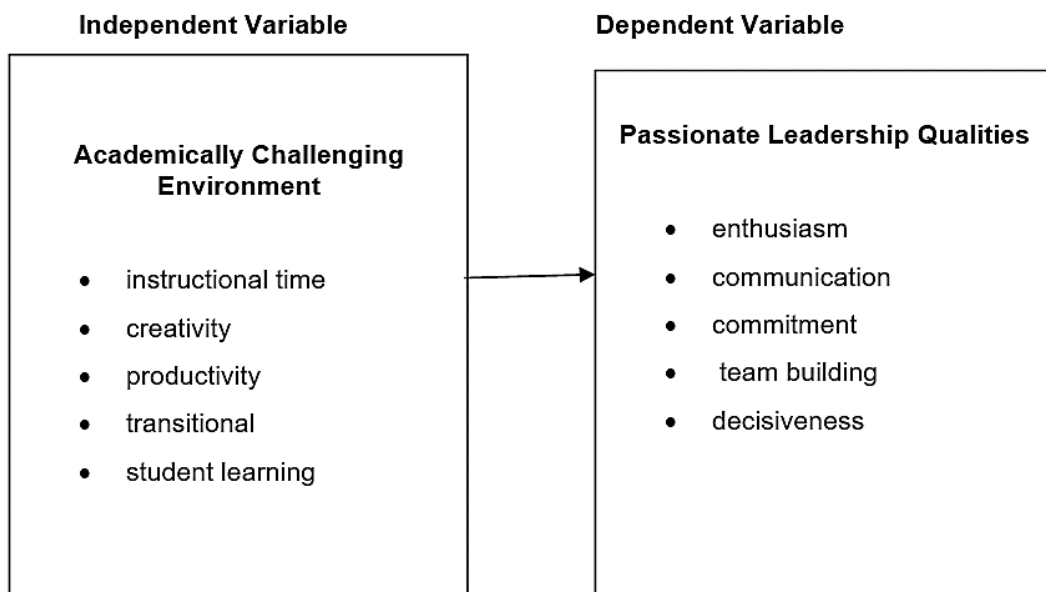 Independent Variable
Academically Challenging
Environment
• instructional time
• creativity
• productivity
• transitional
• student learning
Dependent Variable
Passionate Leadership Qualities
• enthusiasm
• communication
• commitment
• team building
• decisiveness